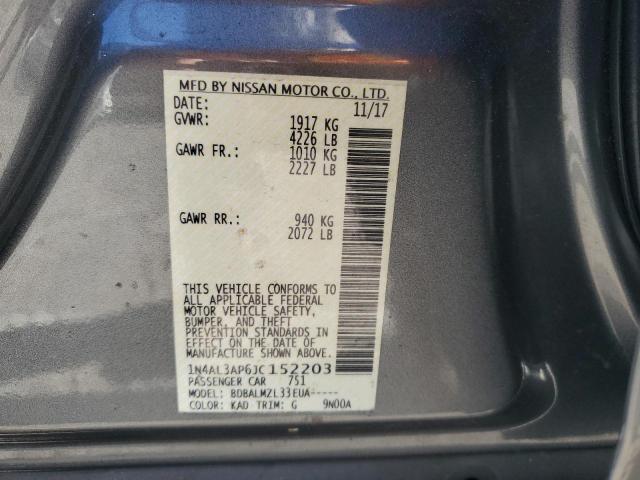 MFD BY NISSAN MOTOR CO., LTD.
DATE: 11/17
GVWR: 1917 KG
4226 LB
GAWR FR.: 1010 KG
2227 LB
GAWR RR.: 940 KG
2072 LB
THIS VEHICLE CONFORMS TO
ALL APPLICABLE FEDERAL
MOTOR VEHICLE SAFETY,
BUMPER, AND THEFT
PREVENTION STANDARDS IN
EFFECT ON THE DATE OF
MANUFACTURE SHOWN ABOVE.
1N4AL3AP6JC152203
PASSENGER CAR 751
MODEL: BDBALMZL33EUA-----
COLOR: KAD TRIM: G 9N00A